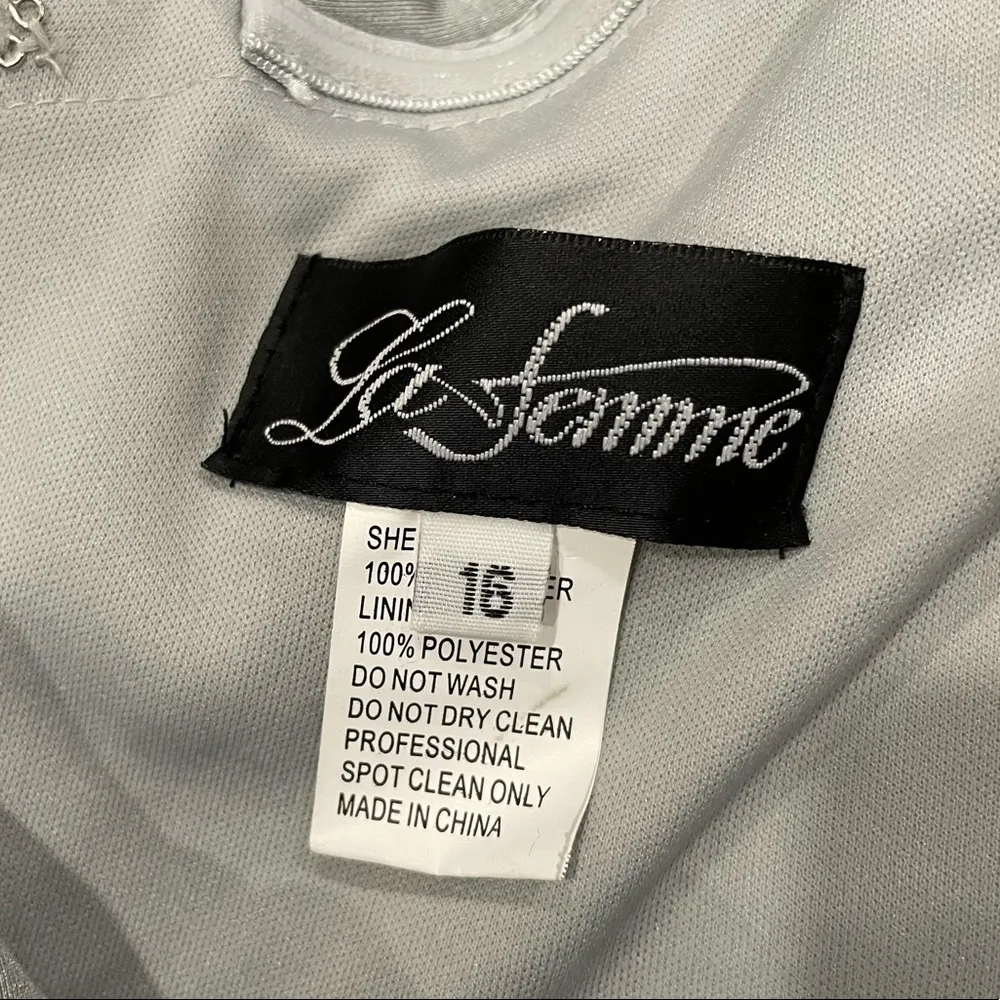 La Femme
16
SHE
100% ER
LININ
100% POLYESTER
DO NOT WASH
DO NOT DRY CLEAN
PROFESSIONAL
SPOT CLEAN ONLY
MADE IN CHINA